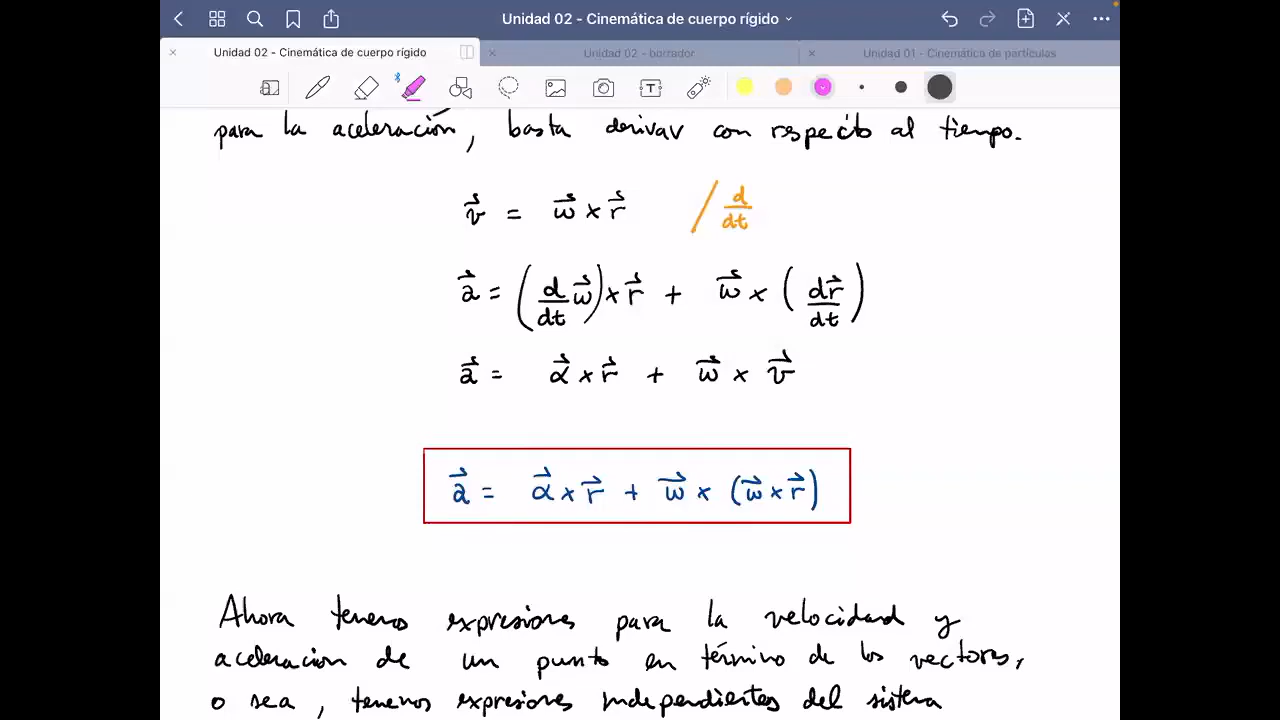 Unidad 02 - Cinemática de cuerpo rígido
Unidad 02 - Cinemática de cuerpo rígido
Unidad 02 - borrador
Unidad 01 - Cinemática de partículas
para la aceleración, basta derivar con respecto al tiempo.
v⃗ = w⃗ × r⃗ / d/dt
a⃗ = (d/dt w⃗) × r⃗ + w⃗ × (dr⃗/dt)
a⃗ = α⃗ × r⃗ + w⃗ × v⃗
a⃗ = α⃗ × r⃗ + w⃗ × (w⃗ × r⃗)
Ahora tenemos expresiones para la velocidad y
aceleracion de un punto en término de los vectores,
o sea, tenemos expresiones independientes del sistema